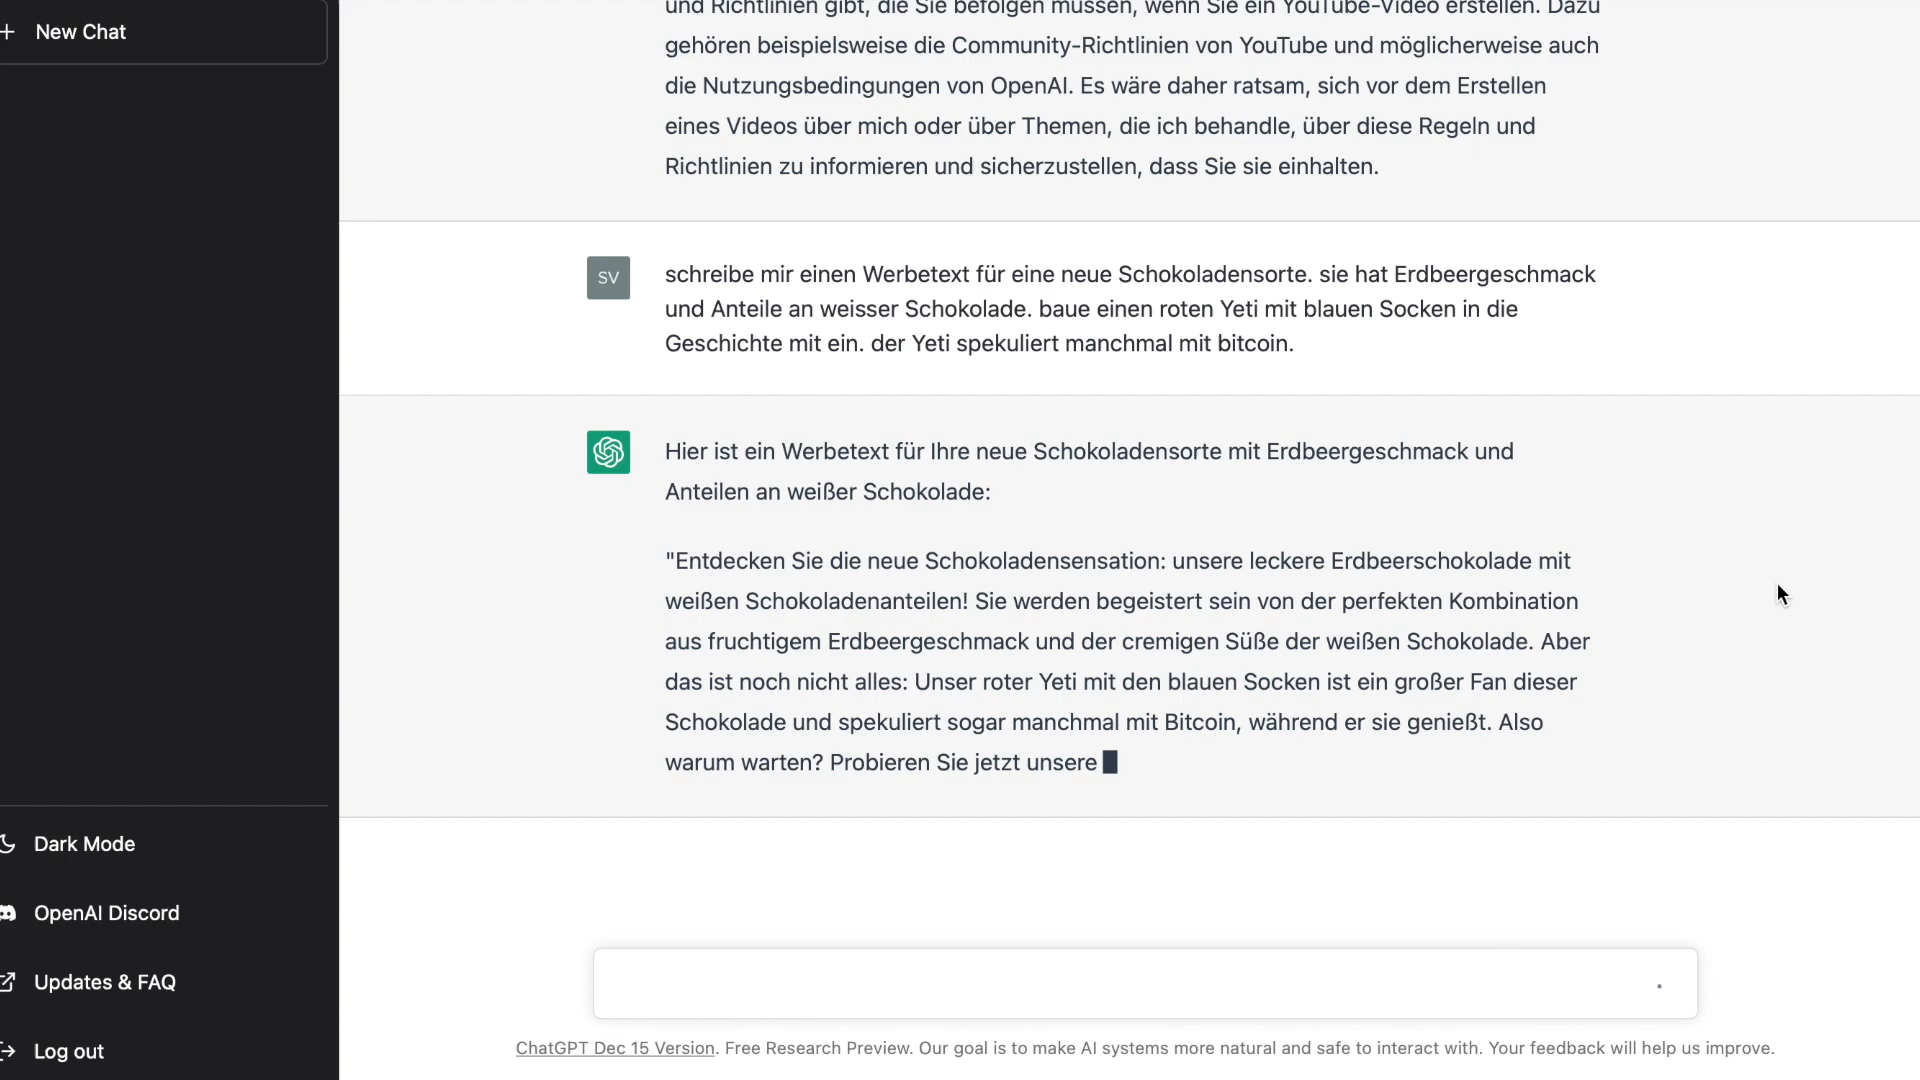 New Chat
und Richtlinien gibt, die Sie befolgen müssen, wenn Sie ein YouTube-Video erstellen. Dazu
gehören beispielsweise die Community-Richtlinien von YouTube und möglicherweise auch
die Nutzungsbedingungen von OpenAI. Es wäre daher ratsam, sich vor dem Erstellen
eines Videos über mich oder über Themen, die ich behandle, über diese Regeln und
Richtlinien zu informieren und sicherzustellen, dass Sie sie einhalten.
SV
schreibe mir einen Werbetext für eine neue Schokoladensorte. sie hat Erdbeergeschmack
und Anteile an weisser Schokolade. baue einen roten Yeti mit blauen Socken in die
Geschichte mit ein. der Yeti spekuliert manchmal mit bitcoin.
Hier ist ein Werbetext für Ihre neue Schokoladensorte mit Erdbeergeschmack und
Anteilen an weißer Schokolade:
"Entdecken Sie die neue Schokoladensensation: unsere leckere Erdbeerschokolade mit
weißen Schokoladenanteilen! Sie werden begeistert sein von der perfekten Kombination
aus fruchtigem Erdbeergeschmack und der cremigen Süße der weißen Schokolade. Aber
das ist noch nicht alles: Unser roter Yeti mit den blauen Socken ist ein großer Fan dieser
Schokolade und spekuliert sogar manchmal mit Bitcoin, während er sie genießt. Also
warum warten? Probieren Sie jetzt unsere
Dark Mode
OpenAI Discord
Updates & FAQ
Log out
ChatGPT Dec 15 Version. Free Research Preview. Our goal is to make AI systems more natural and safe to interact with. Your feedback will help us improve.